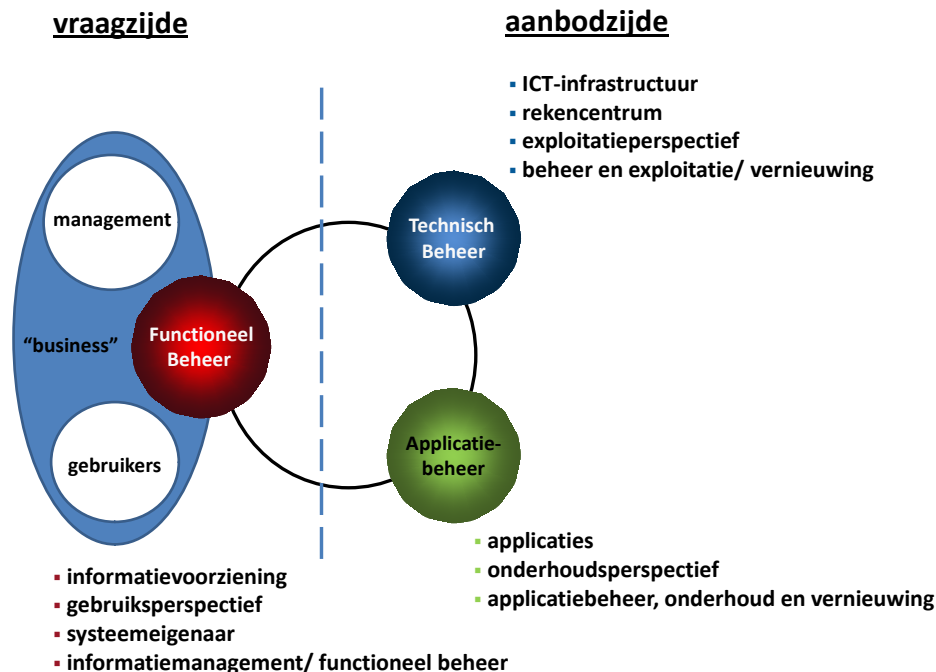 vraagzijde
aanbodzijde
▪ ICT-infrastructuur
▪ rekencentrum
▪ exploitatieperspectief
▪ beheer en exploitatie/ vernieuwing
management
Technisch
Beheer
“business”
Functioneel
Beheer
Applicatie-
beheer
gebruikers
▪ applicaties
▪ onderhoudsperspectief
▪ applicatiebeheer, onderhoud en vernieuwing
▪ informatievoorziening
▪ gebruiksperspectief
▪ systeemeigenaar
▪ informatiemanagement/ functioneel beheer